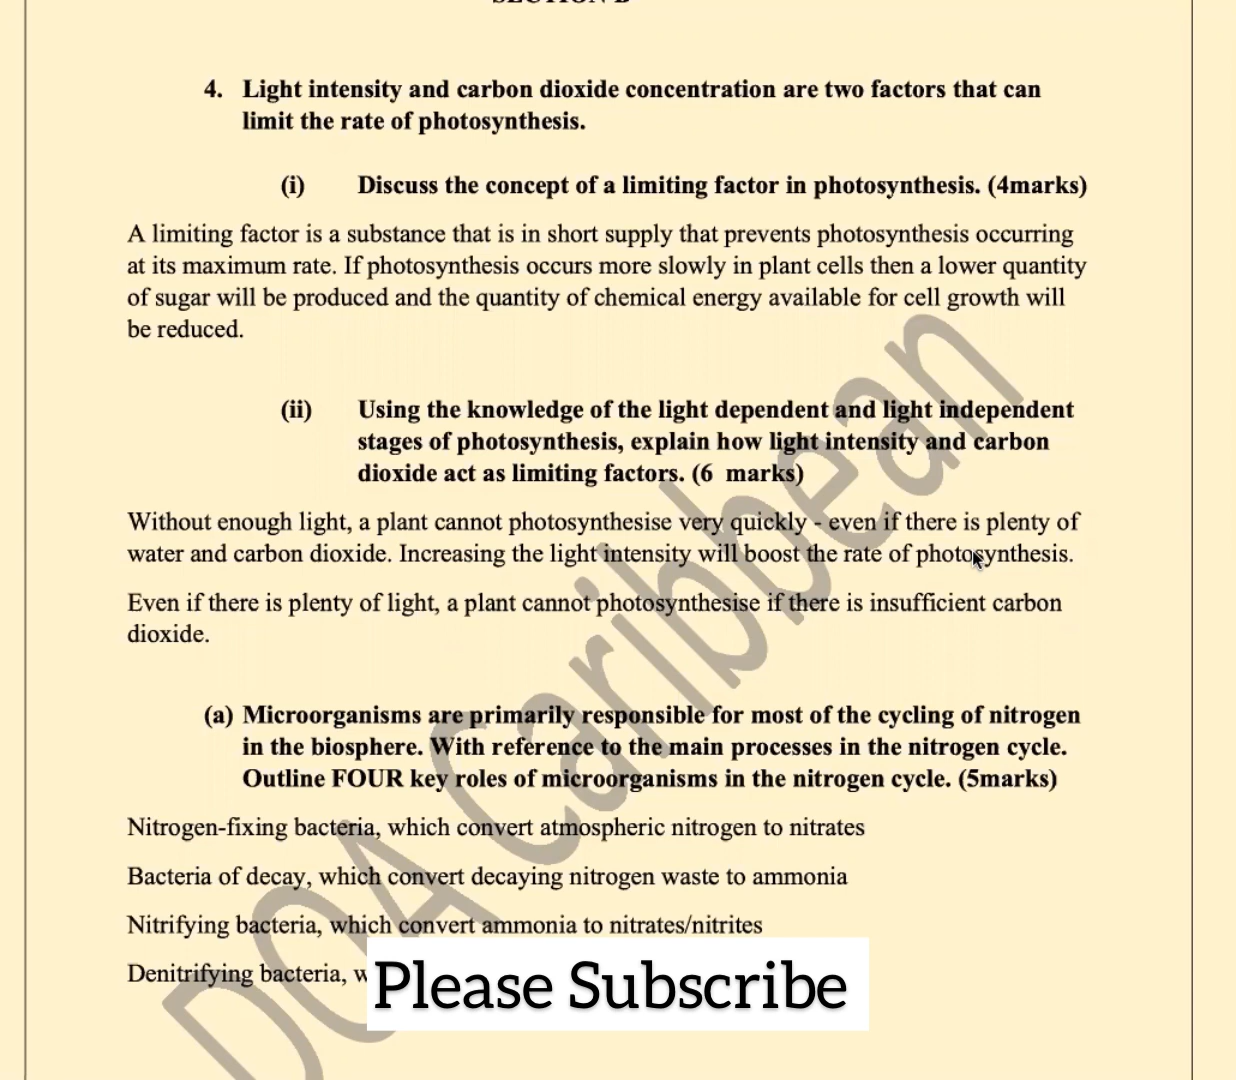 4. Light intensity and carbon dioxide concentration are two factors that can
limit the rate of photosynthesis.
(i) Discuss the concept of a limiting factor in photosynthesis. (4marks)
A limiting factor is a substance that is in short supply that prevents photosynthesis occurring
at its maximum rate. If photosynthesis occurs more slowly in plant cells then a lower quantity
of sugar will be produced and the quantity of chemical energy available for cell growth will
be reduced.
(ii) Using the knowledge of the light dependent and light independent
stages of photosynthesis, explain how light intensity and carbon
dioxide act as limiting factors. (6 marks)
Without enough light, a plant cannot photosynthesise very quickly - even if there is plenty of
water and carbon dioxide. Increasing the light intensity will boost the rate of photosynthesis.
Even if there is plenty of light, a plant cannot photosynthesise if there is insufficient carbon
dioxide.
(a) Microorganisms are primarily responsible for most of the cycling of nitrogen
in the biosphere. With reference to the main processes in the nitrogen cycle.
Outline FOUR key roles of microorganisms in the nitrogen cycle. (5marks)
Nitrogen-fixing bacteria, which convert atmospheric nitrogen to nitrates
Bacteria of decay, which convert decaying nitrogen waste to ammonia
Nitrifying bacteria, which convert ammonia to nitrates/nitrites
Denitrifying bacteria,
Please Subscribe
Caribbean